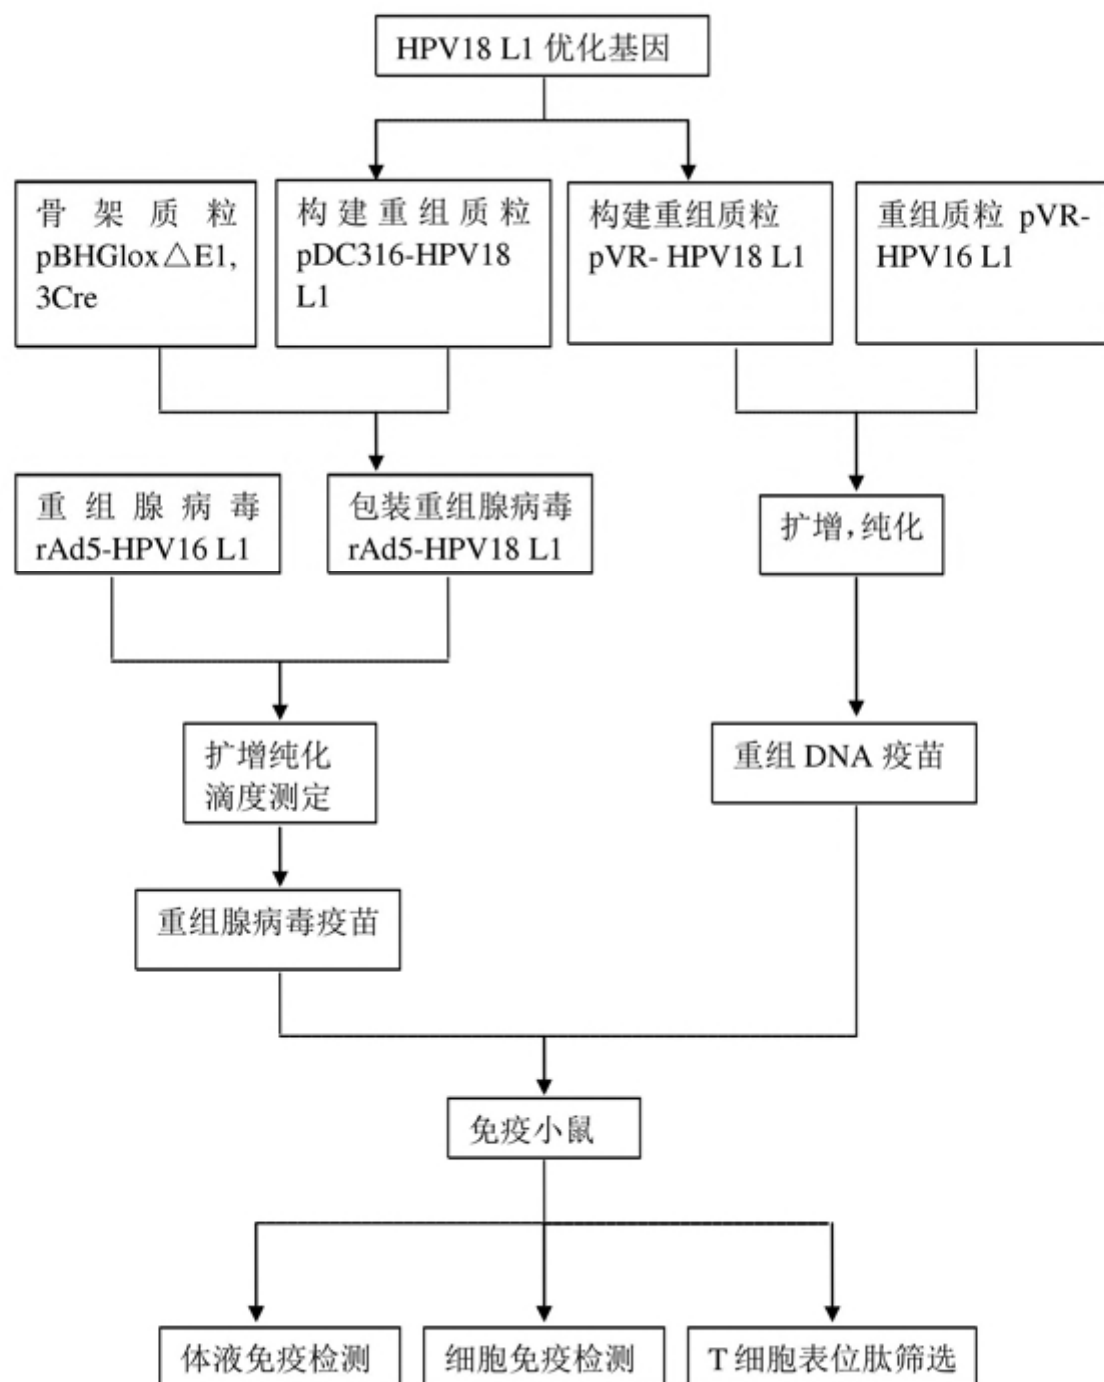 HPV18 L1 优化基因
骨架质粒
pBHGlox△E1,
3Cre
构建重组质粒
pDC316-HPV18
L1
构建重组质粒
pVR- HPV18 L1
重组质粒 pVR-
HPV16 L1
重组腺病毒
rAd5-HPV16 L1
包装重组腺病毒
rAd5-HPV18 L1
扩增,纯化
扩增纯化
滴度测定
重组 DNA 疫苗
重组腺病毒疫苗
免疫小鼠
体液免疫检测
细胞免疫检测
T 细胞表位肽筛选